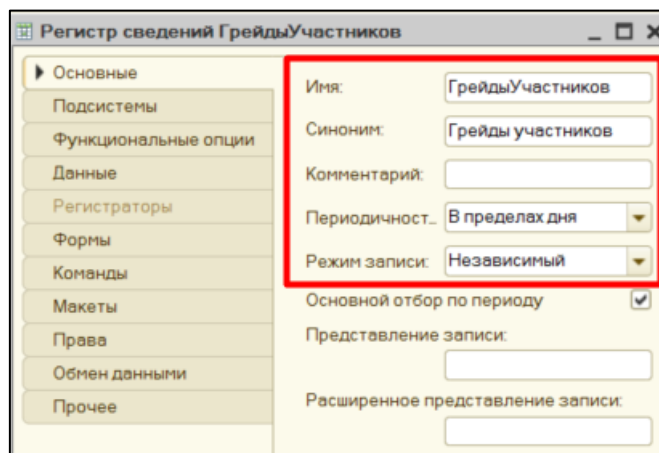 Регистр сведений ГрейдыУчастников
Основные
Подсистемы
Функциональные опции
Данные
Регистраторы
Формы
Команды
Макеты
Права
Обмен данными
Прочее
Имя: ГрейдыУчастников
Синоним: Грейды участников
Комментарий:
Периодичност... В пределах дня
Режим записи: Независимый
Основной отбор по периоду
Представление записи:
Расширенное представление записи: